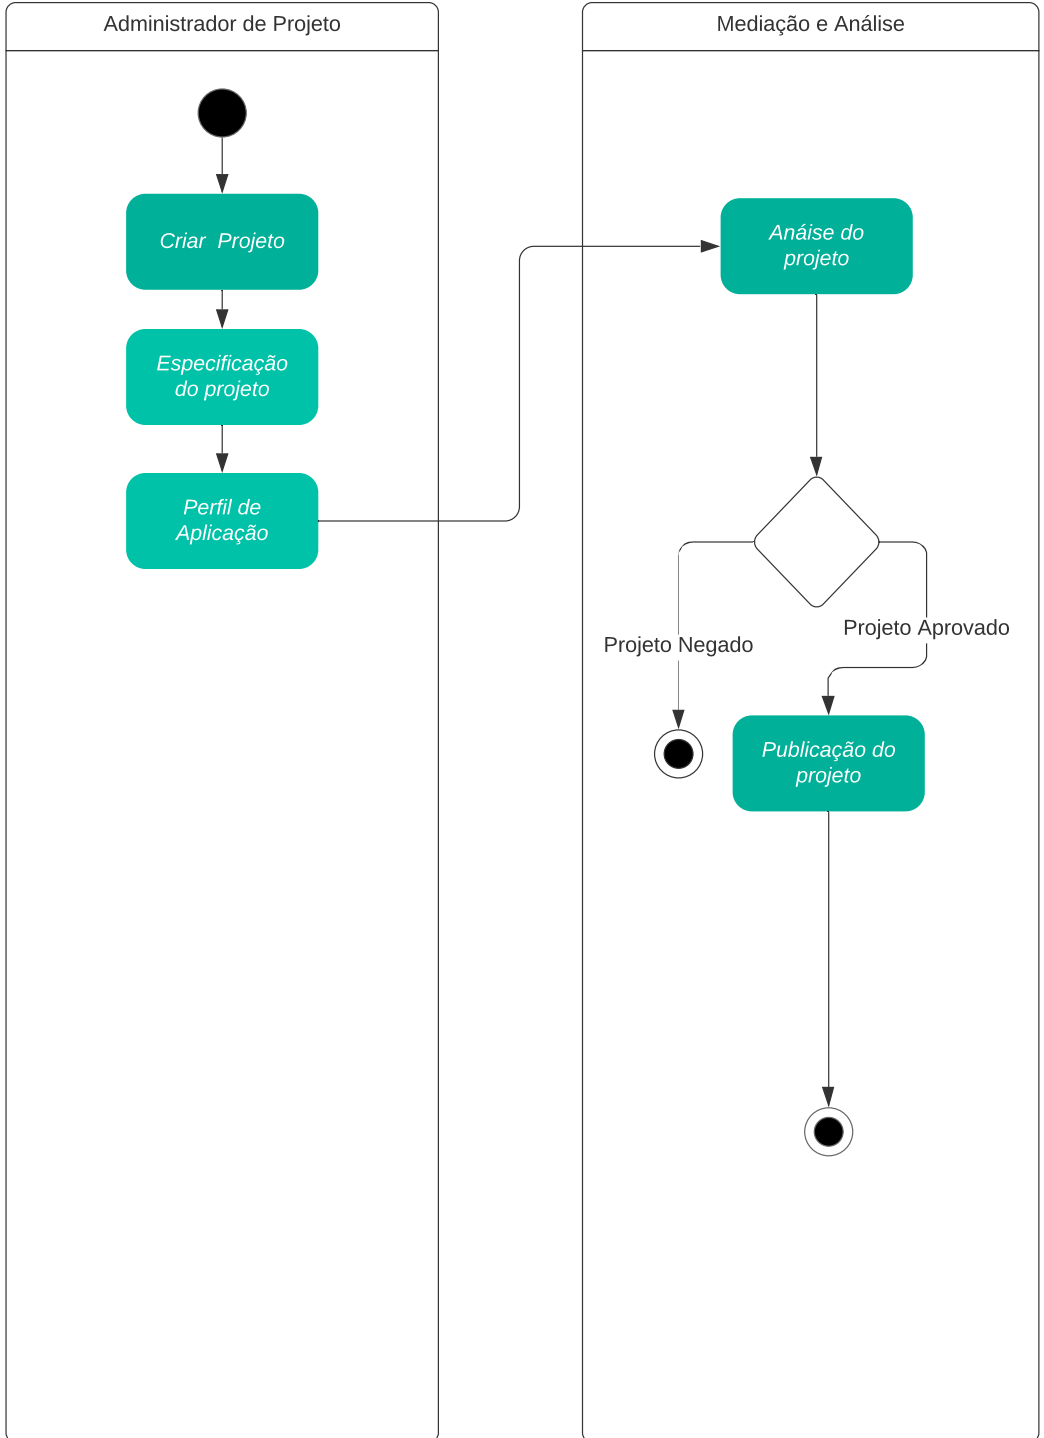 Administrador de Projeto
Mediação e Análise
Criar  Projeto
Especificação
do projeto
Perfil de
Aplicação
Anáise do
projeto
Projeto Negado
Projeto Aprovado
Publicação do
projeto